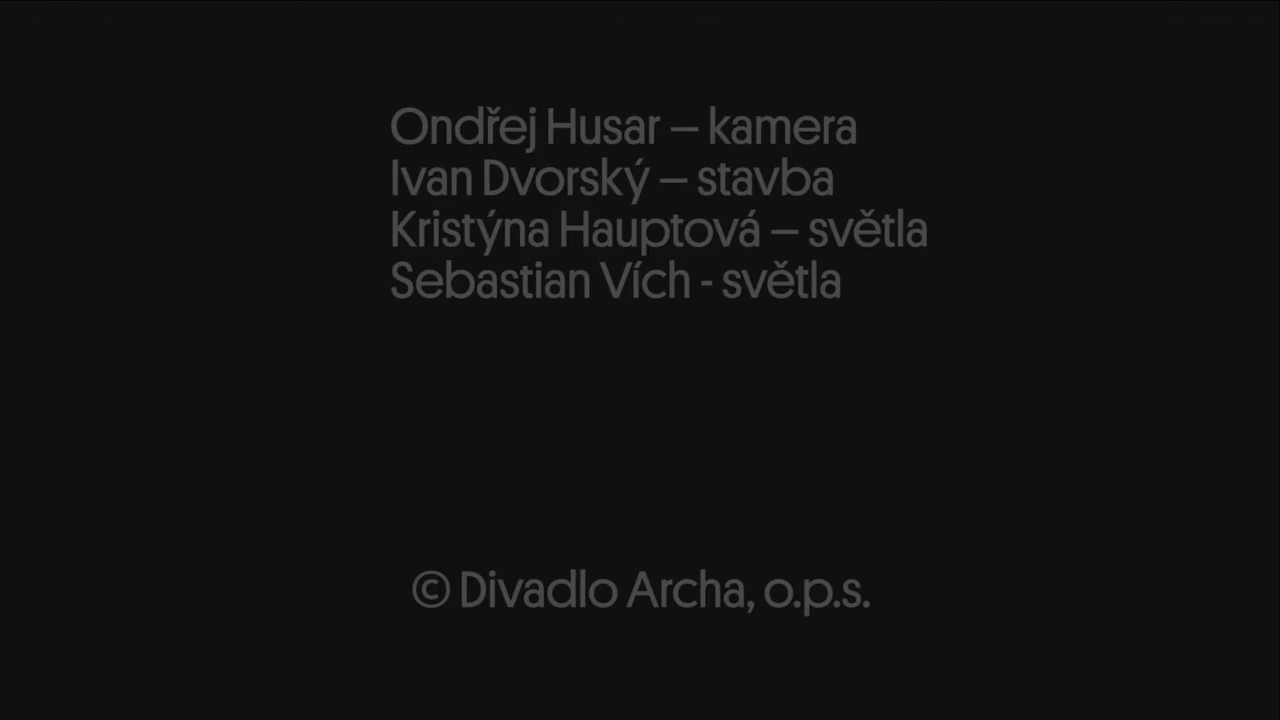 Ondřej Husar – kamera
Ivan Dvorský – stavba
Kristýna Hauptová – světla
Sebastian Vích - světla
© Divadlo Archa, o.p.s.